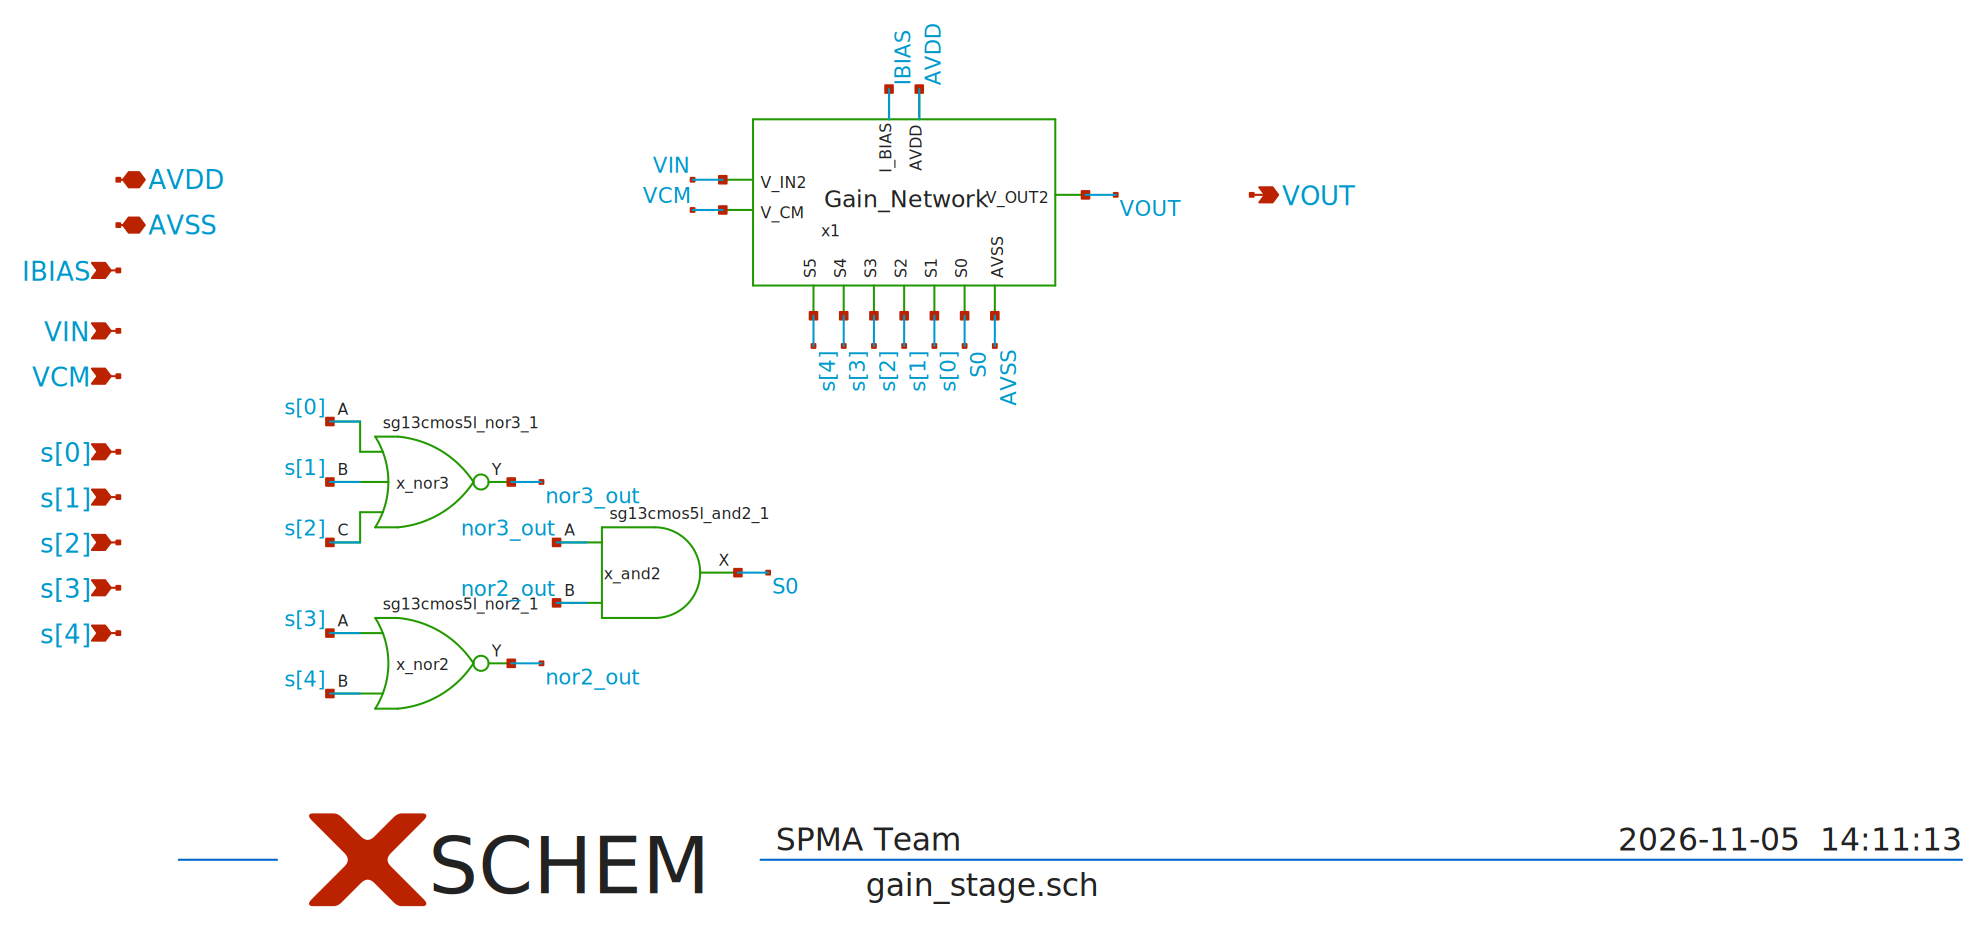 IBIAS
AVDD
I_BIAS
AVDD
VIN
VCM
V_IN2
V_CM
Gain_Network
V_OUT2
x1
VOUT
VOUT
S5
S4
S3
S2
S1
S0
AVSS
s[4]
s[3]
s[2]
s[1]
s[0]
S0
AVSS
AVDD
AVSS
IBIAS
VIN
VCM
s[0]
s[1]
s[2]
s[3]
s[4]
s[0]
A
sg13cmos5l_nor3_1
s[1]
B
x_nor3
Y
nor3_out
s[2]
C
nor3_out
A
sg13cmos5l_and2_1
x_and2
X
S0
nor2_out
B
sg13cmos5l_nor2_1
s[3]
A
x_nor2
Y
nor2_out
s[4]
B
XSCHEM
SPMA Team
2026-11-05 14:11:13
gain_stage.sch